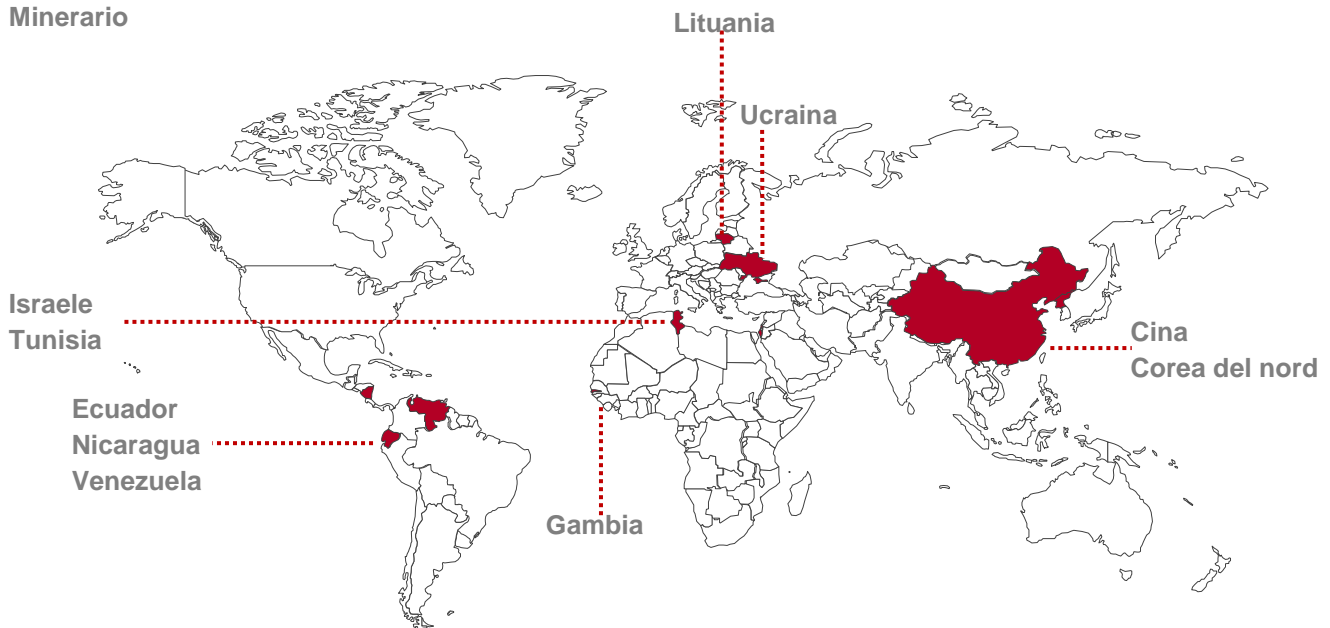 Minerario
Lituania
Ucraina
Israele
Tunisia
Cina
Corea del nord
Ecuador
Nicaragua
Venezuela
Gambia